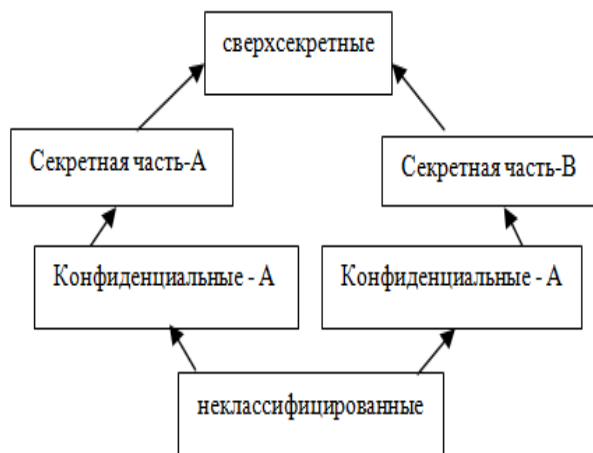 сверхсекретные
Секретная часть-А
Секретная часть-В
Конфиденциальные - А
Конфиденциальные - А
неклассифицированные